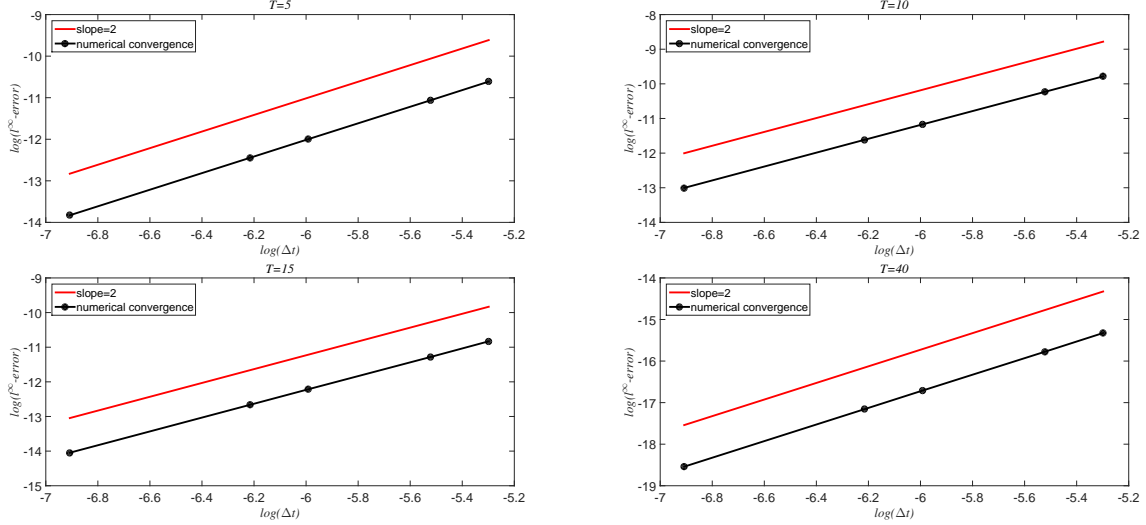 T=5
-9
-10
-11
-12
-13
-14
log(l^∞-error)
slope=2
numerical convergence
-7 -6.8 -6.6 -6.4 -6.2 -6 -5.8 -5.6 -5.4 -5.2
log(Δt)
T=10
-8
-9
-10
-11
-12
-13
-14
log(l^∞-error)
slope=2
numerical convergence
-7 -6.8 -6.6 -6.4 -6.2 -6 -5.8 -5.6 -5.4 -5.2
log(Δt)
T=15
-9
-10
-11
-12
-13
-14
-15
log(l^∞-error)
slope=2
numerical convergence
-7 -6.8 -6.6 -6.4 -6.2 -6 -5.8 -5.6 -5.4 -5.2
log(Δt)
T=40
-14
-15
-16
-17
-18
-19
log(l^∞-error)
slope=2
numerical convergence
-7 -6.8 -6.6 -6.4 -6.2 -6 -5.8 -5.6 -5.4 -5.2
log(Δt)